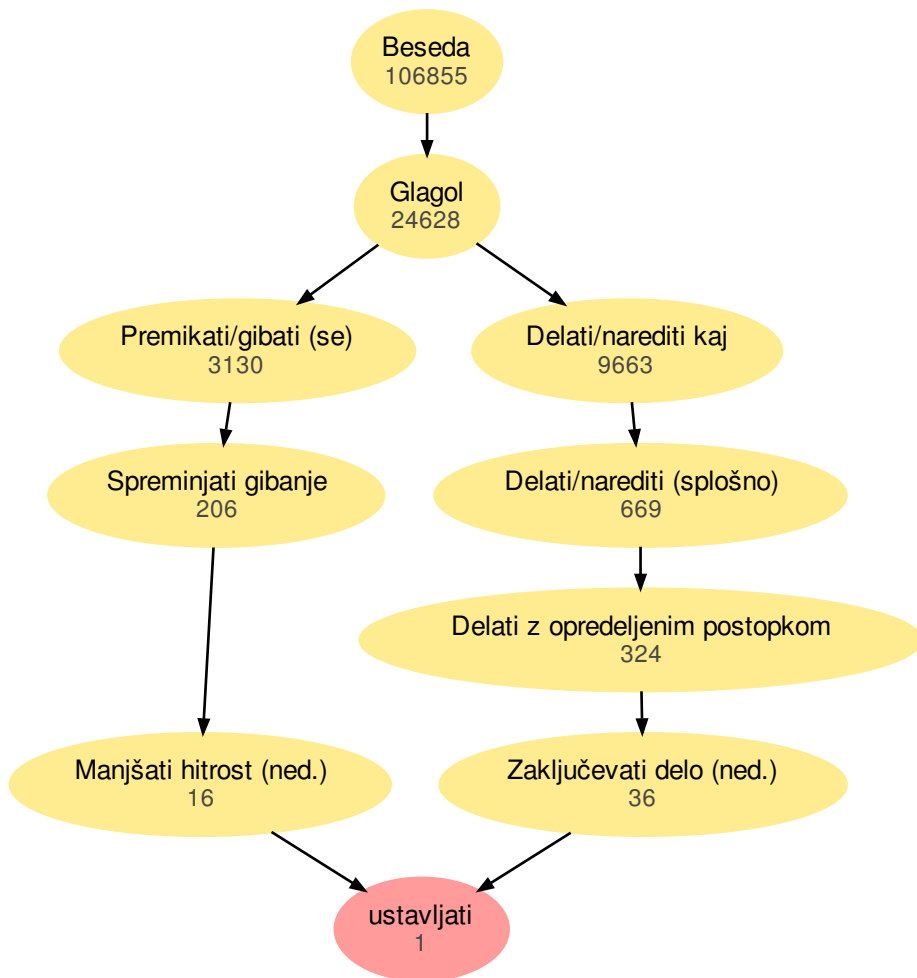 Beseda
106855
Glagol
24628
Premikati/gibati (se)
3130
Delati/narediti kaj
9663
Spreminjati gibanje
206
Delati/narediti (splošno)
669
Delati z opredeljenim postopkom
324
Manjšati hitrost (ned.)
16
Zaključevati delo (ned.)
36
ustavljati
1